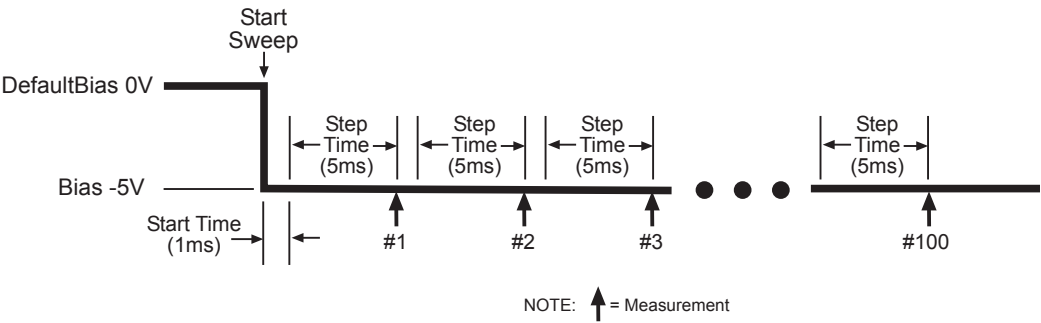 Start
Sweep
DefaultBias 0V
Step
Time
(5ms)
Step
Time
(5ms)
Step
Time
(5ms)
Step
Time
(5ms)
Bias -5V
Start Time
(1ms)
#1
#2
#3
#100
NOTE: = Measurement